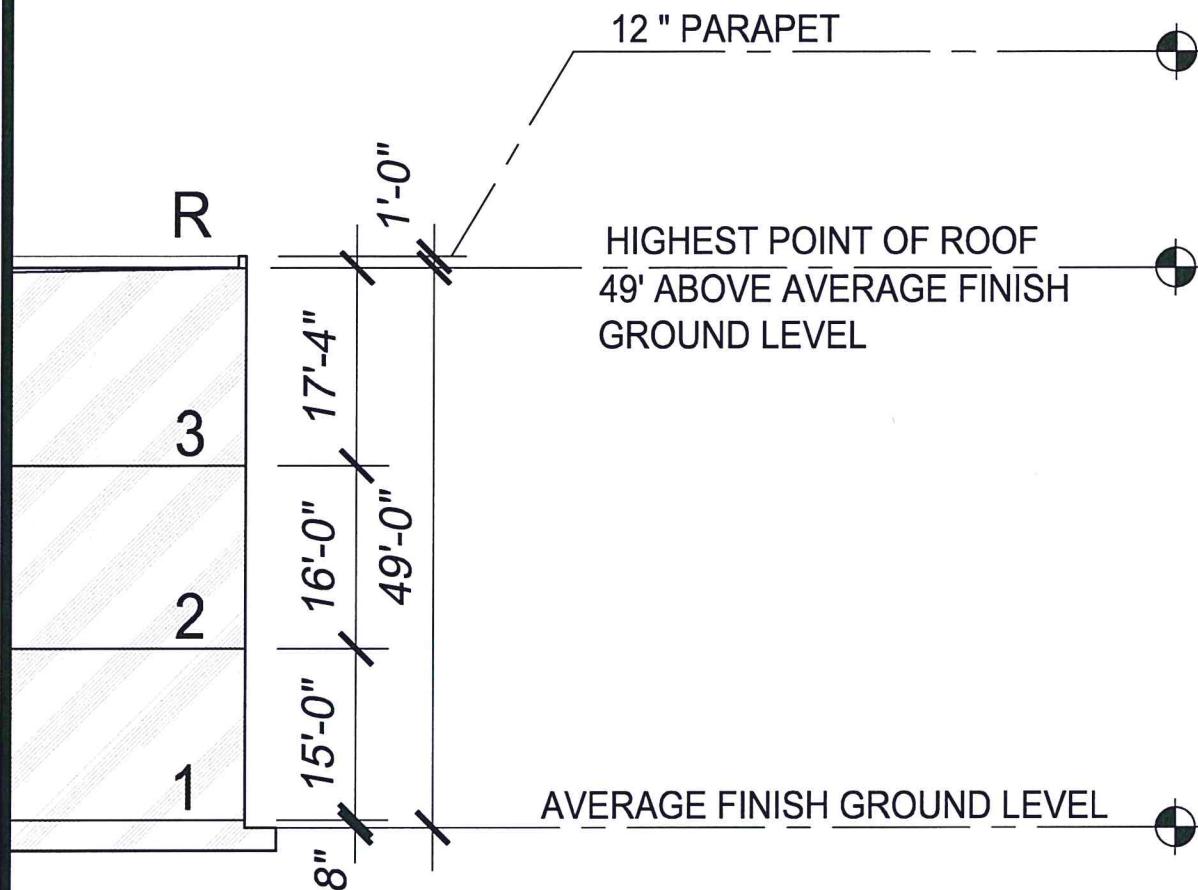 12 " PARAPET
R
1'-0"
HIGHEST POINT OF ROOF
49' ABOVE AVERAGE FINISH
GROUND LEVEL
17'-4"
3
16'-0"
49'-0"
2
15'-0"
1
AVERAGE FINISH GROUND LEVEL
8"